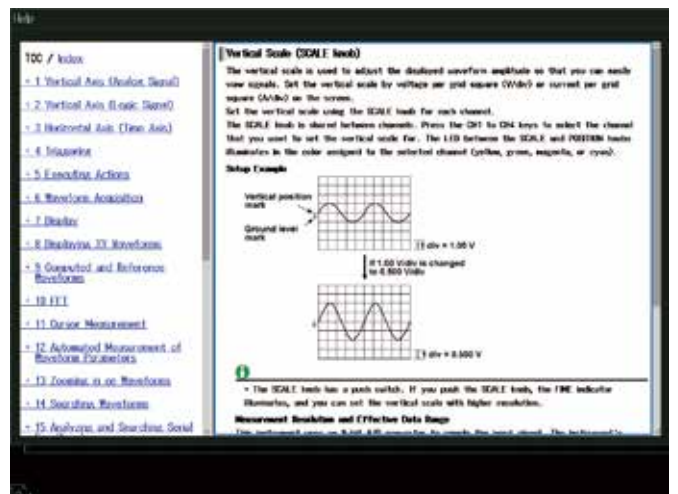 Help
TOC / Index
1 Vertical Axis (Analog Signal)
2 Vertical Axis (Logic Signal)
3 Horizontal Axis (Time Axis)
4 Triggering
5 Executing Actions
6 Waveform Acquisition
7 Display
8 Displaying XY Waveforms
9 Computed and Reference
Waveforms
10 FFT
11 Cursor Measurement
12 Automated Measurement of
Waveform Parameters
13 Zooming in on Waveforms
14 Searching Waveforms
15 Analyzing and Searching Serial
Vertical Scale (SCALE knob)
The vertical scale is used to adjust the displayed waveform amplitude so that you can easily
view signals. Set the vertical scale by voltage per grid square (V/div) or current per grid
square (A/div) on the screen.
Set the vertical scale using the SCALE knob for each channel.
The SCALE knob is shared between channels. Press the CH1 to CH4 keys to select the channel
that you want to set the vertical scale for. The LED between the SCALE and POSITION knobs
illuminates in the color assigned to the selected channel (yellow, green, magenta, or cyan).
Setup Example
Vertical position
mark
Ground level
mark
1 div = 1.00 V
If 1.00 V/div is changed
to 0.500 V/div
1 div = 0.500 V
• The SCALE knob has a push switch. If you push the SCALE knob, the FINE indicator
illuminates, and you can set the vertical scale with higher resolution.
Measurement Resolution and Effective Data Range